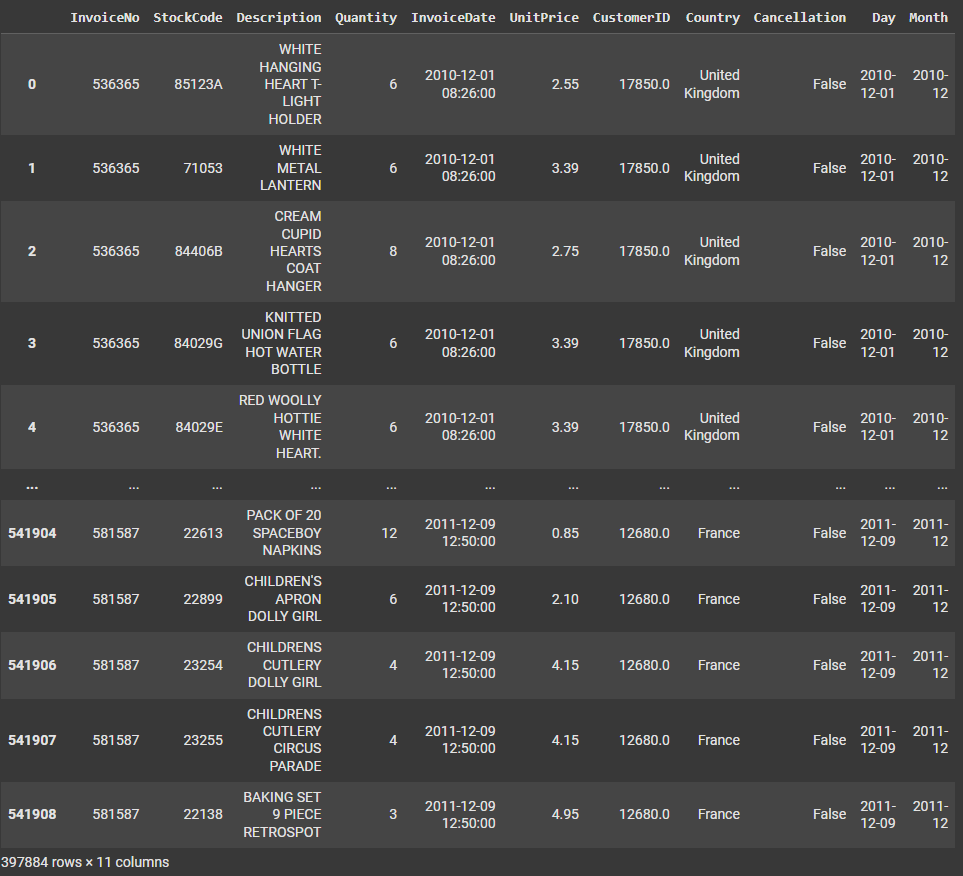 InvoiceNo StockCode Description Quantity InvoiceDate UnitPrice CustomerID Country Cancellation Day Month
0 536365 85123A WHITE HANGING HEART T-LIGHT HOLDER 6 2010-12-01 08:26:00 2.55 17850.0 United Kingdom False 2010-12-01 2010-12
1 536365 71053 WHITE METAL LANTERN 6 2010-12-01 08:26:00 3.39 17850.0 United Kingdom False 2010-12-01 2010-12
2 536365 84406B CREAM CUPID HEARTS COAT HANGER 8 2010-12-01 08:26:00 2.75 17850.0 United Kingdom False 2010-12-01 2010-12
3 536365 84029G KNITTED UNION FLAG HOT WATER BOTTLE 6 2010-12-01 08:26:00 3.39 17850.0 United Kingdom False 2010-12-01 2010-12
4 536365 84029E RED WOOLLY HOTTIE WHITE HEART. 6 2010-12-01 08:26:00 3.39 17850.0 United Kingdom False 2010-12-01 2010-12
... ... ... ... ... ... ... ... ... ... ... ...
541904 581587 22613 PACK OF 20 SPACEBOY NAPKINS 12 2011-12-09 12:50:00 0.85 12680.0 France False 2011-12-09 2011-12
541905 581587 22899 CHILDREN'S APRON DOLLY GIRL 6 2011-12-09 12:50:00 2.10 12680.0 France False 2011-12-09 2011-12
541906 581587 23254 CHILDRENS CUTLERY DOLLY GIRL 4 2011-12-09 12:50:00 4.15 12680.0 France False 2011-12-09 2011-12
541907 581587 23255 CHILDRENS CUTLERY CIRCUS PARADE 4 2011-12-09 12:50:00 4.15 12680.0 France False 2011-12-09 2011-12
541908 581587 22138 BAKING SET 9 PIECE RETROSPOT 3 2011-12-09 12:50:00 4.95 12680.0 France False 2011-12-09 2011-12
397884 rows × 11 columns